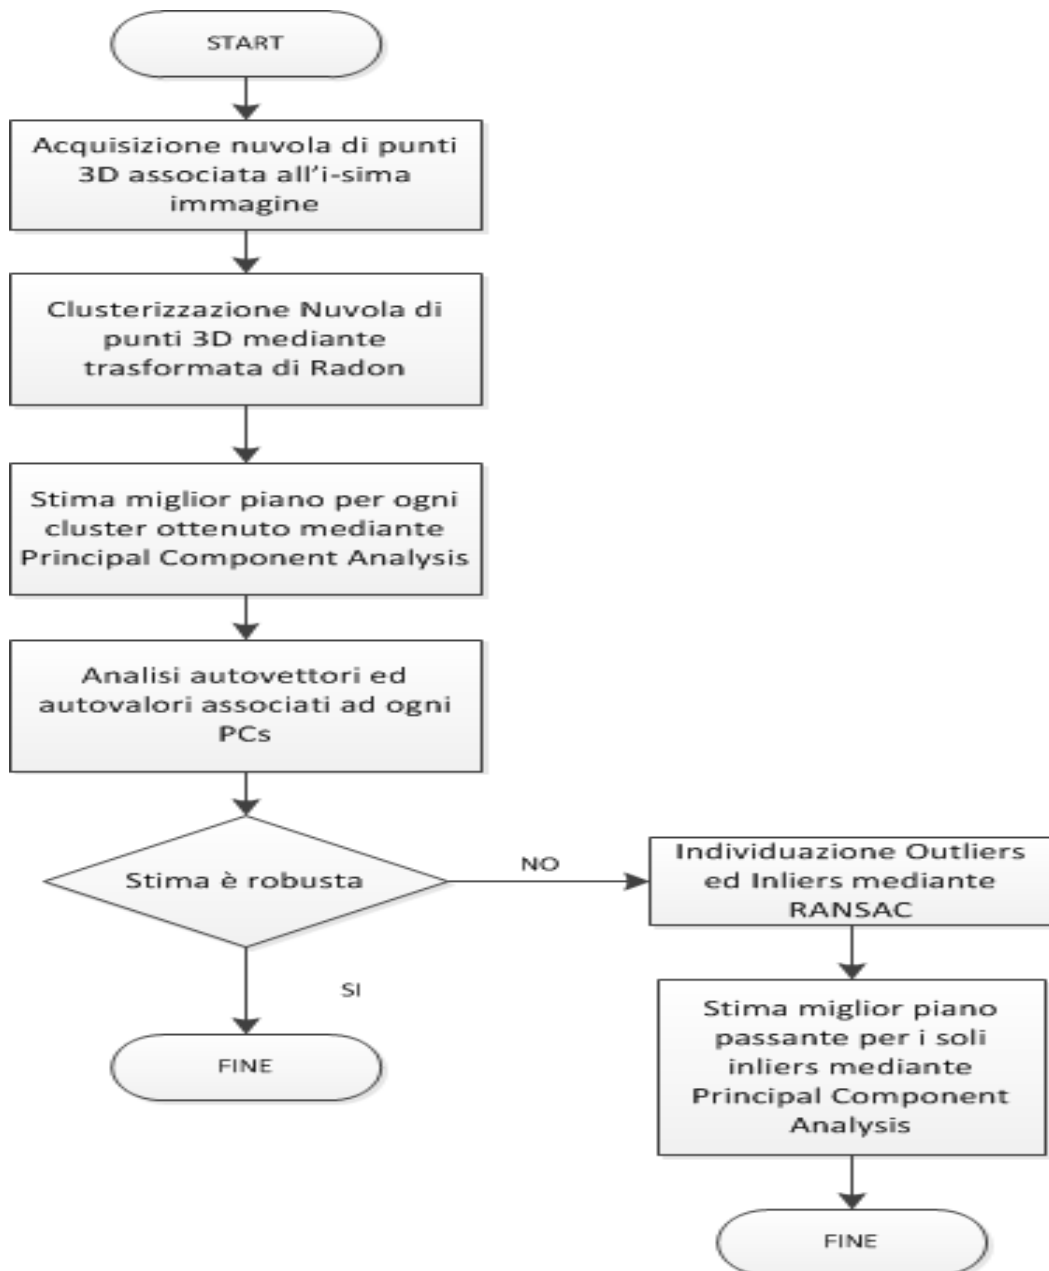 START
Acquisizione nuvola di punti
3D associata all'i-sima
immagine
Clusterizzazione Nuvola di
punti 3D mediante
trasformata di Radon
Stima miglior piano per ogni
cluster ottenuto mediante
Principal Component Analysis
Analisi autovettori ed
autovalori associati ad ogni
PCs
Stima è robusta
NO
Individuazione Outliers
ed Inliers mediante
RANSAC
SI
FINE
Stima miglior piano
passante per i soli
inliers mediante
Principal Component
Analysis
FINE